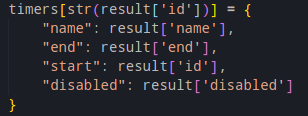 timers[str(result['id'])] = {
    "name": result['name'],
    "end": result['end'],
    "start": result['id'],
    "disabled": result['disabled']
}